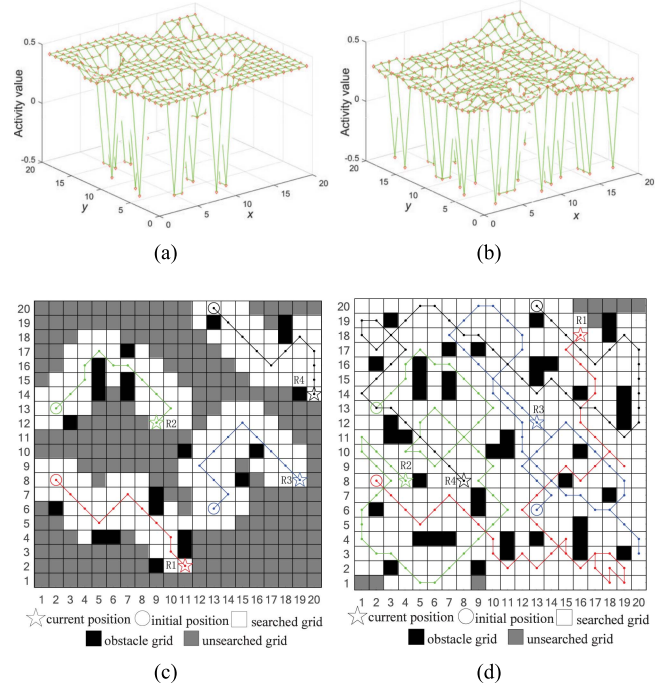 Activity value
0.5
0
-0.5
20
15
10
5
0
y
0
5
10
15
20
x
(a)
Activity value
0.5
0
-0.5
20
15
10
5
0
y
0
5
10
15
20
x
(b)
20
19
18
17
16
15
14
13
12
11
10
9
8
7
6
5
4
3
2
1
R4
R2
R3
R1
1 2 3 4 5 6 7 8 9 10 11 12 13 14 15 16 17 18 19 20
current position initial position searched grid
obstacle grid unsearched grid
(c)
20
19
18
17
16
15
14
13
12
11
10
9
8
7
6
5
4
3
2
1
R1
R3
R2
R4
1 2 3 4 5 6 7 8 9 10 11 12 13 14 15 16 17 18 19 20
current position initial position searched grid
obstacle grid unsearched grid
(d)